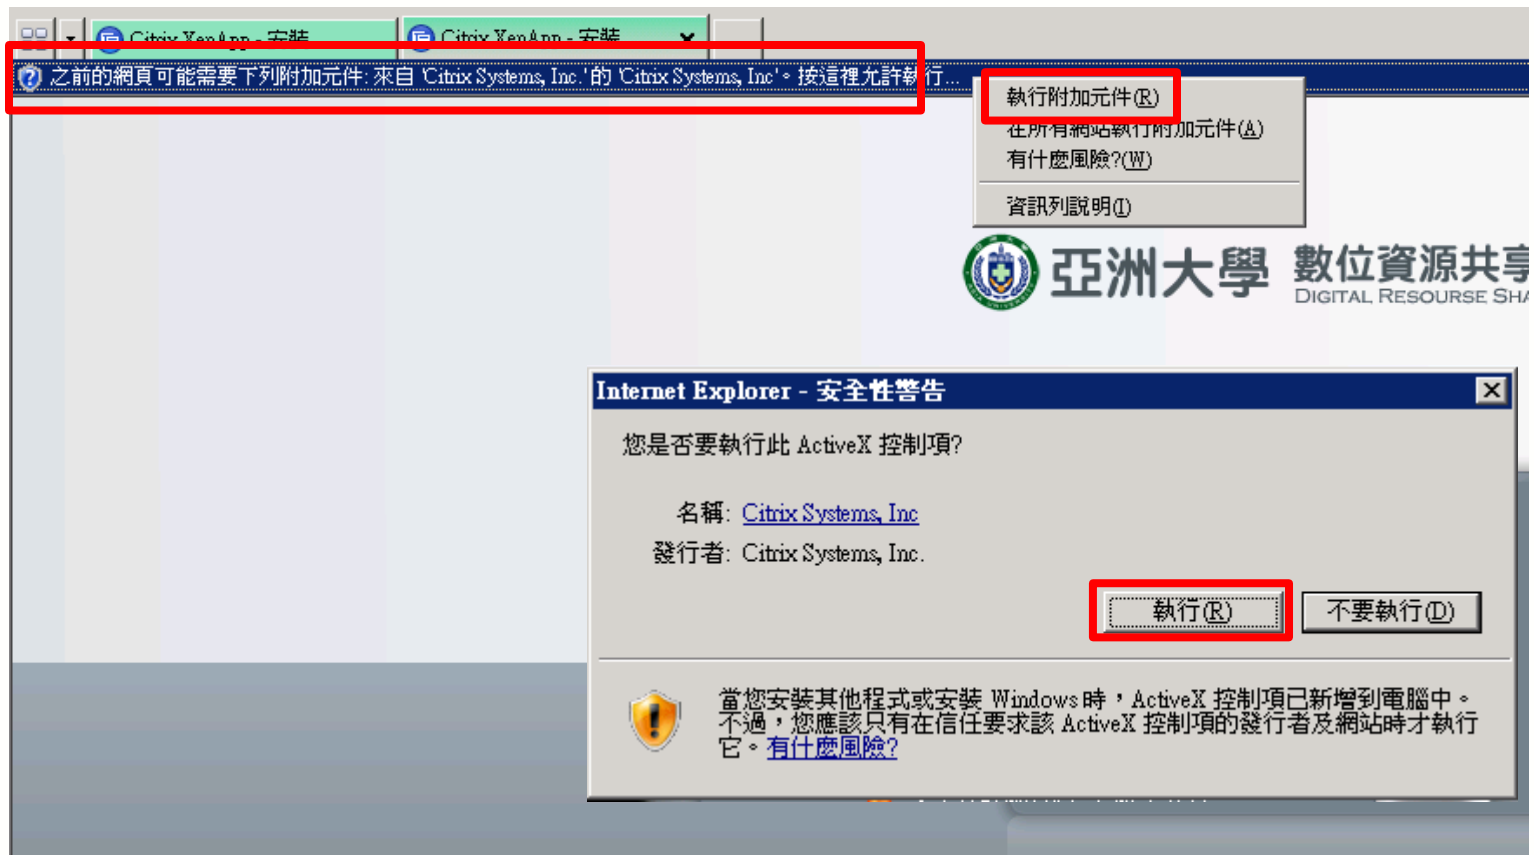 Citrix XenApp - 安裝
Citrix XenApp - 安裝
之前的網頁可能需要下列附加元件: 來自 'Citrix Systems, Inc.' 的 'Citrix Systems, Inc'。按這裡允許執行...
執行附加元件(R)
在所有網站執行附加元件(A)
有什麼風險?(W)
資訊列說明(I)
亞洲大學 數位資源共享
DIGITAL RESOURSE
Internet Explorer - 安全性警告
您是否要執行此 ActiveX 控制項?
名稱: Citrix Systems, Inc
發行者: Citrix Systems, Inc.
執行(R) 不要執行(D)
當您安裝其他程式或安裝 Windows 時，ActiveX 控制項已新增到電腦中。
不過，您應該只有在信任要求該 ActiveX 控制項的發行者及網站時才執行
它。有什麼風險?